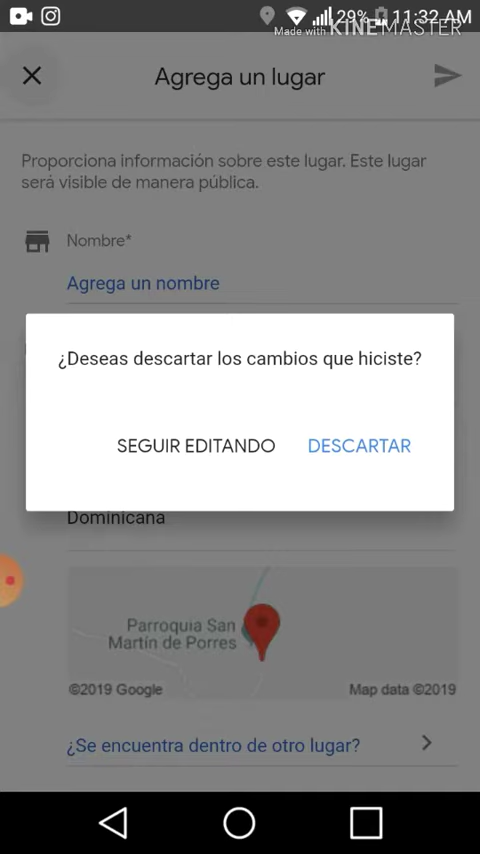 29% 11:32 AM
Made with KINEMASTER
Agrega un lugar
Proporciona información sobre este lugar. Este lugar
será visible de manera pública.
Nombre*
Agrega un nombre
¿Deseas descartar los cambios que hiciste?
SEGUIR EDITANDO DESCARTAR
Dominicana
Parroquia San
Martín de Porres
©2019 Google Map data ©2019
¿Se encuentra dentro de otro lugar?